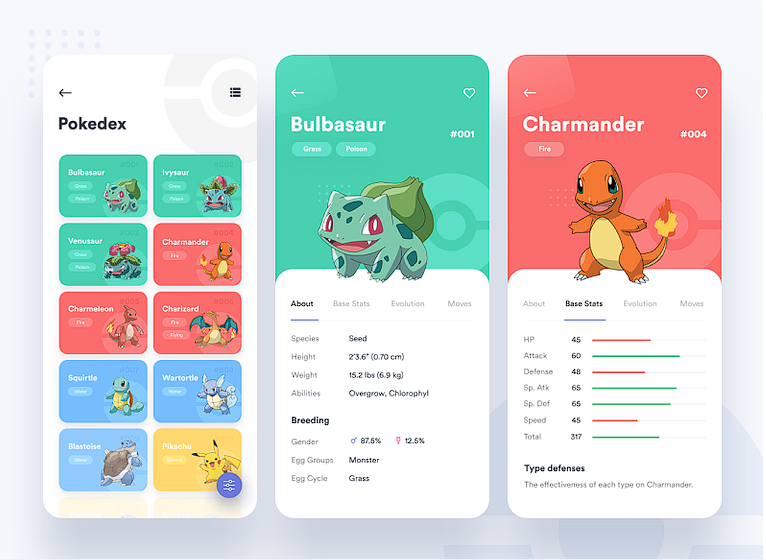 Pokedex
Bulbasaur
#001
Grass
Poison
Ivysaur
#002
Grass
Poison
Venusaur
#003
Grass
Poison
Charmander
Fire
Charmeleon
#005
Fire
Charizard
#006
Fire
Flying
Squirtle
#007
Water
Wartortle
#008
Water
Blastoise
Water
Pikachu
Bulbasaur
#001
Grass
Poison
About Base Stats Evolution Moves
Species Seed
Height 2'3.6" (0.70 cm)
Weight 15.2 lbs (6.9 kg)
Abilities Overgrow, Chlorophyl
Breeding
Gender 87.5% 12.5%
Egg Groups Monster
Egg Cycle Grass
Charmander
#004
Fire
About Base Stats Evolution Moves
HP 45
Attack 60
Defense 48
Sp. Atk 65
Sp. Def 65
Speed 45
Total 317
Type defenses
The effectiveness of each type on Charmander.